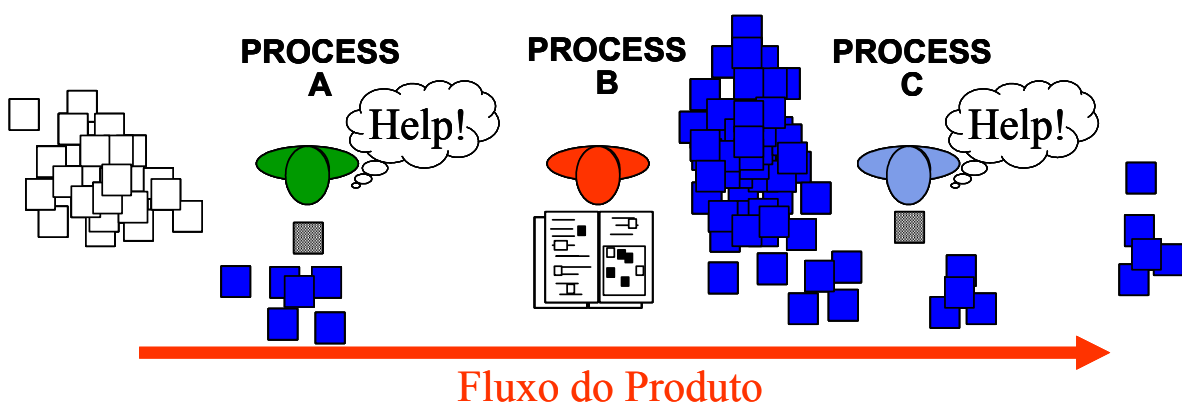 PROCESS
A
Help!
PROCESS
B
PROCESS
C
Help!
Fluxo do Produto